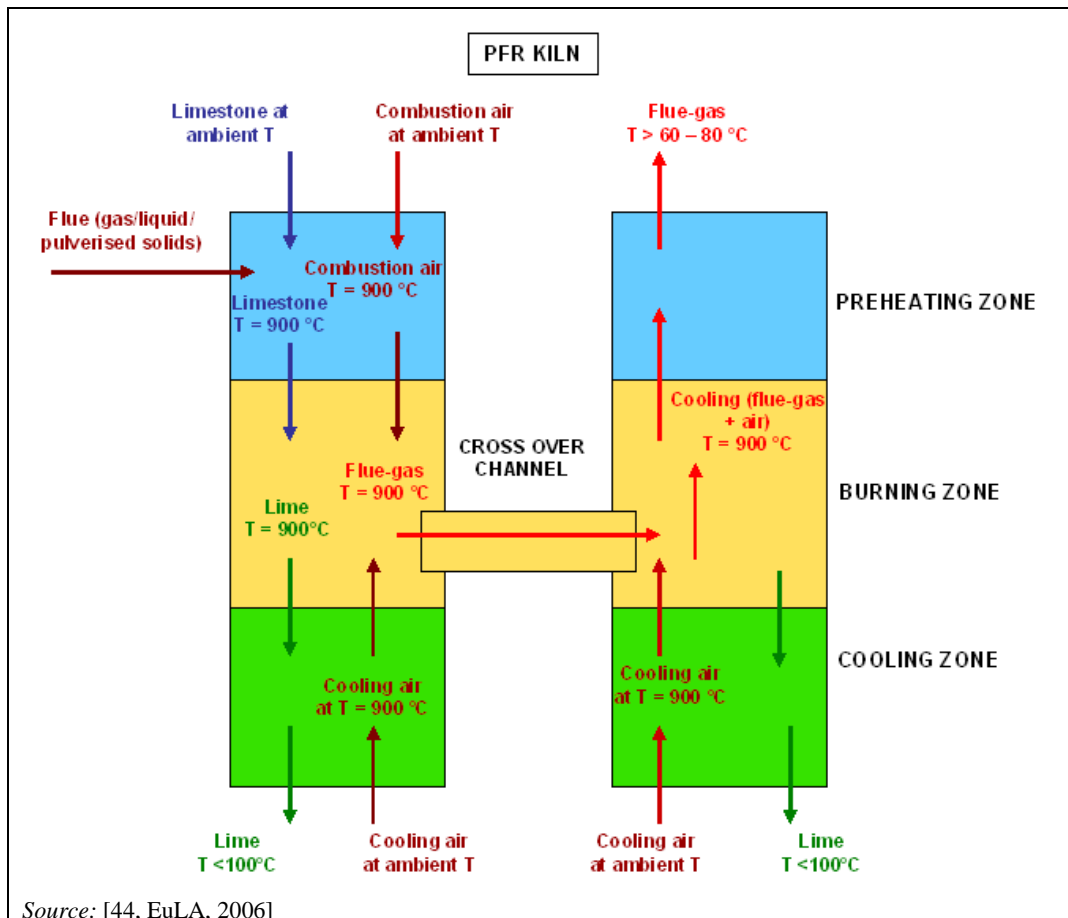 PFR KILN
Limestone at
ambient T
Combustion air
at ambient T
Flue-gas
T > 60 – 80 °C
Flue (gas/liquid/
pulverised solids)
Combustion air
T = 900 °C
Limestone
T = 900 °C
PREHEATING ZONE
Cooling (flue-gas
+ air)
T = 900 °C
CROSS OVER
CHANNEL
Flue-gas
T = 900 °C
Lime
T = 900°C
BURNING ZONE
COOLING ZONE
Cooling air
at T = 900 °C
Cooling air
at T = 900 °C
Lime
T <100°C
Cooling air
at ambient T
Cooling air
at ambient T
Lime
T <100°C
Source: [44, EuLA, 2006]